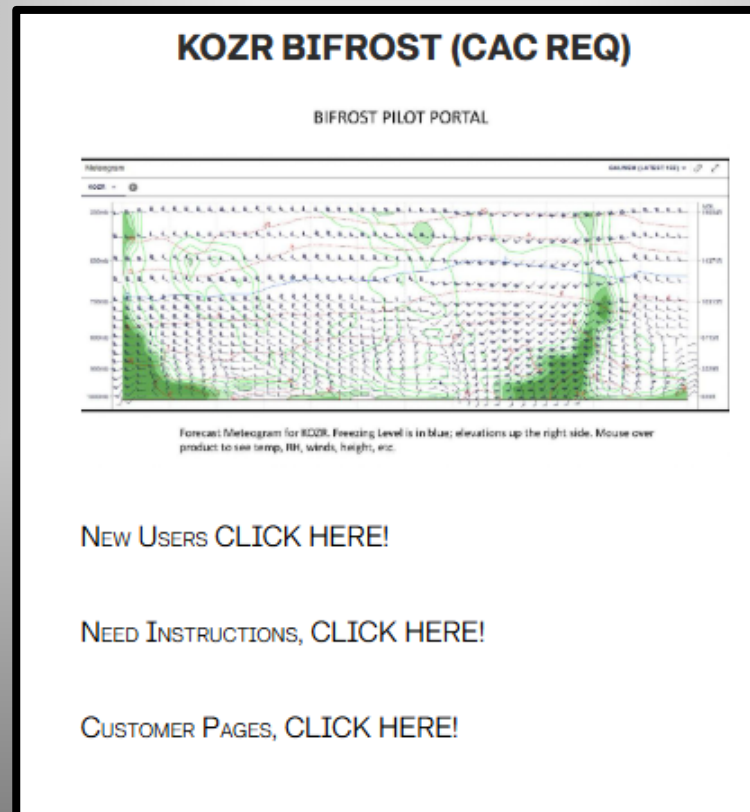 KOZR BIFROST (CAC REQ)
BIFROST PILOT PORTAL
Meteogram
KOZR
Forecast Meteogram for KOZR. Freezing Level is in blue; elevations up the right side. Mouse over
product to see temp, RH, winds, height, etc.
New Users CLICK HERE!
Need Instructions, CLICK HERE!
Customer Pages, CLICK HERE!